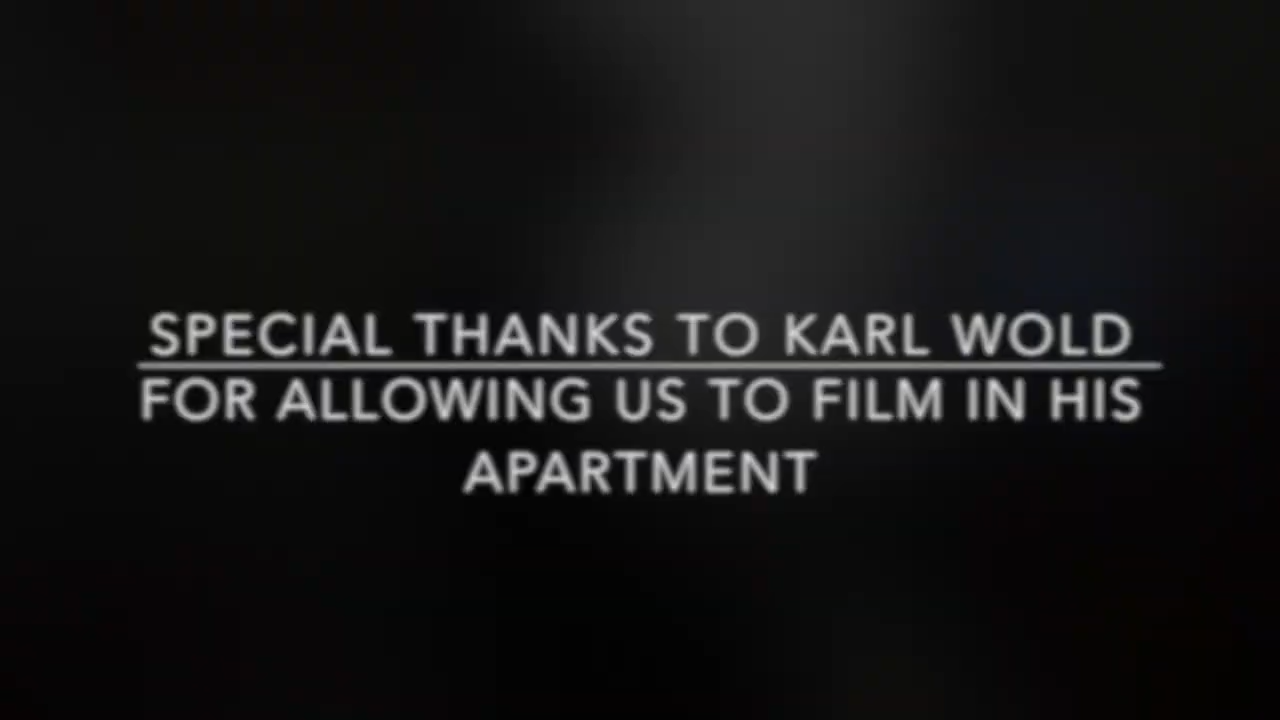 SPECIAL THANKS TO KARL WOLD
FOR ALLOWING US TO FILM IN HIS
APARTMENT